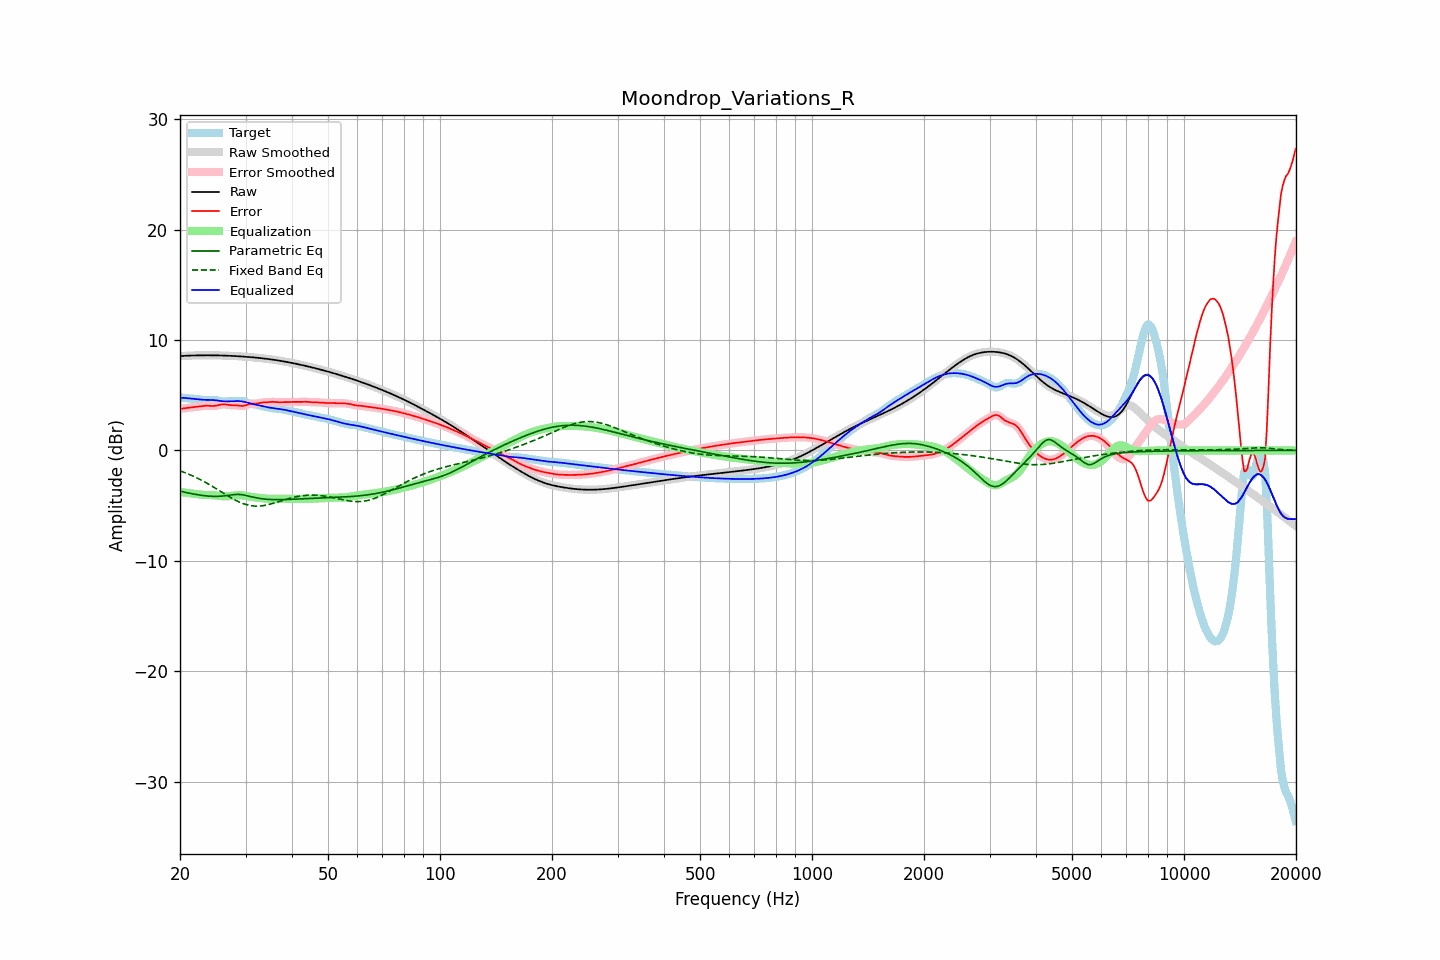 Moondrop_Variations_R
30
20
10
0
−10
−20
−30
Amplitude (dBr)
Target
Raw Smoothed
Error Smoothed
Raw
Error
Equalization
Parametric Eq
Fixed Band Eq
Equalized
20 50 100 200 500 1000 2000 5000 10000 20000
Frequency (Hz)